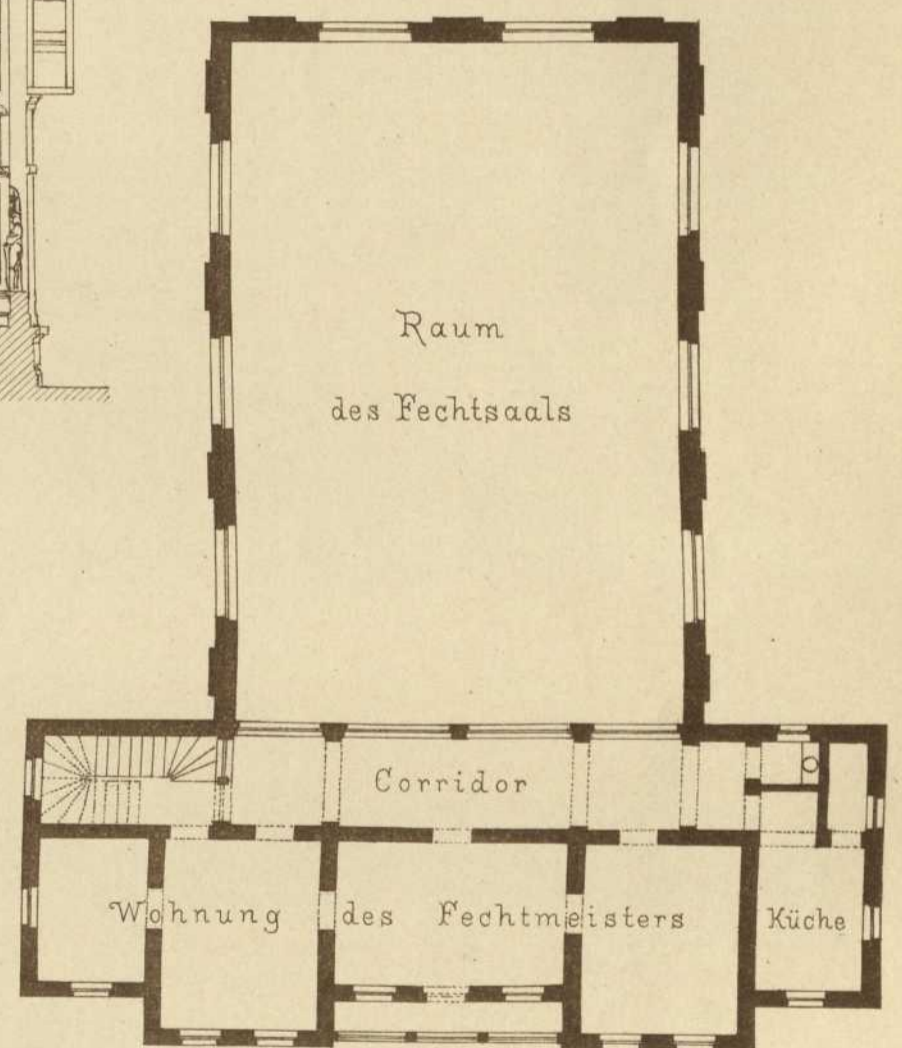 Raum
des Fechtsaals
Corridor
Wohnung des Fechtmeisters
Küche